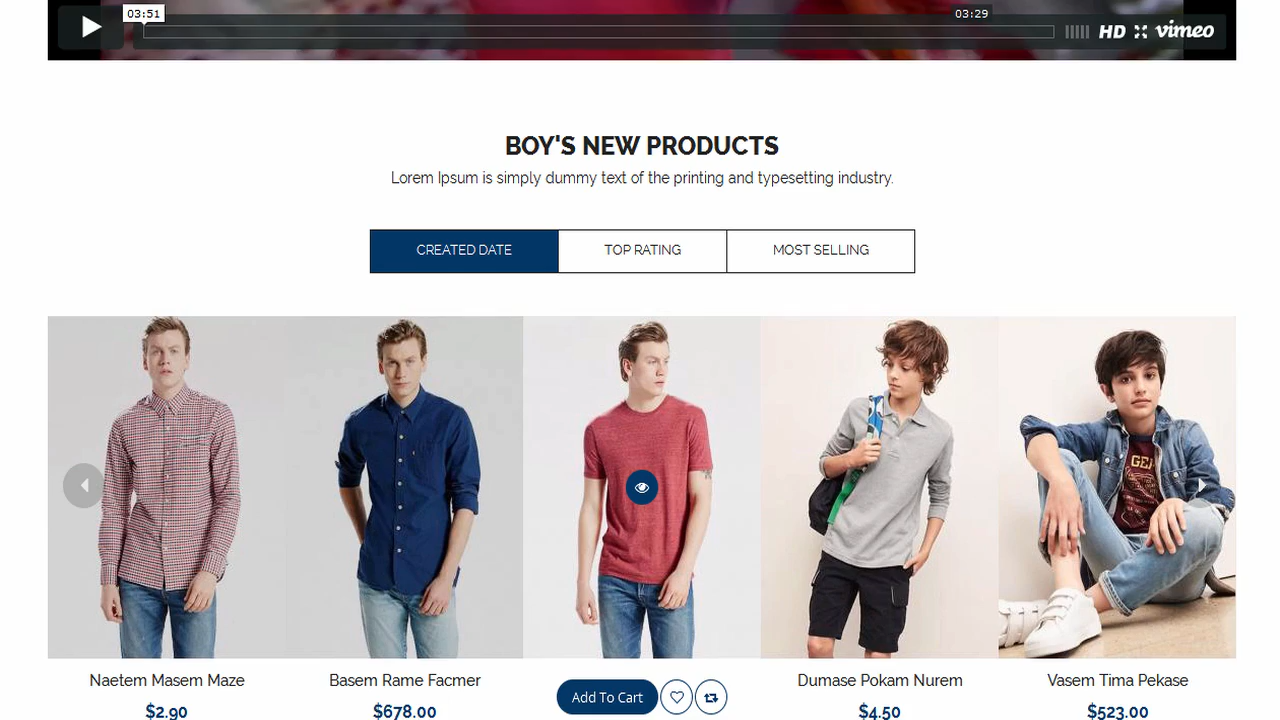 03:51
03:29
HD vimeo
BOY'S NEW PRODUCTS
Lorem Ipsum is simply dummy text of the printing and typesetting industry.
CREATED DATE
TOP RATING
MOST SELLING
GEA
Naetem Masem Maze
Basem Rame Facmer
Add To Cart
Dumase Pokam Nurem
Vasem Tima Pekase
$2.90
$678.00
$4.50
$523.00